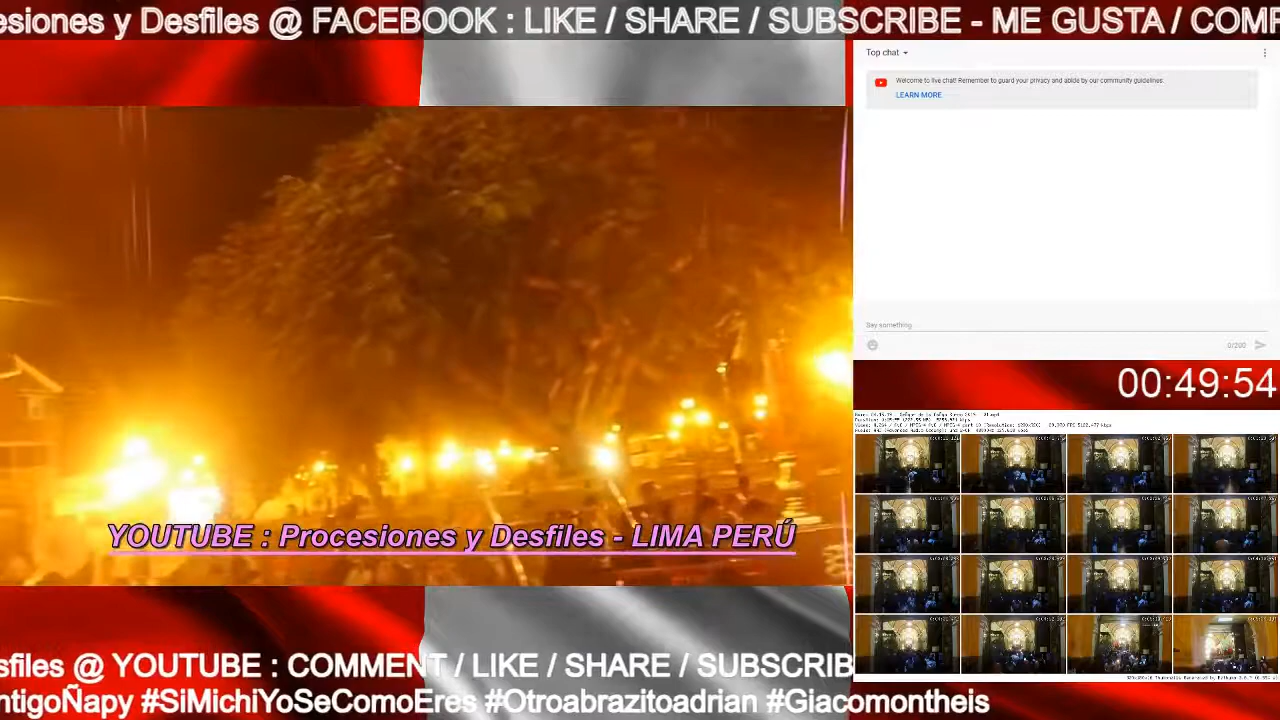 esiones y Desfiles @ FACEBOOK : LIKE / SHARE / SUBSCRIBE - ME GUSTA / COMP
Top chat
Welcome to live chat! Remember to guard your privacy and abide by our community guidelines.
LEARN MORE
Say something
0/200
00:49:54
YOUTUBE : Procesiones y Desfiles - LIMA PERÚ
sfiles @ YOUTUBE : COMMENT / LIKE / SHARE / SUBSCRIB
ntigoÑapy #SiMichiYoSeComoEres #Otroabrazitoadrian #Giacomontheis